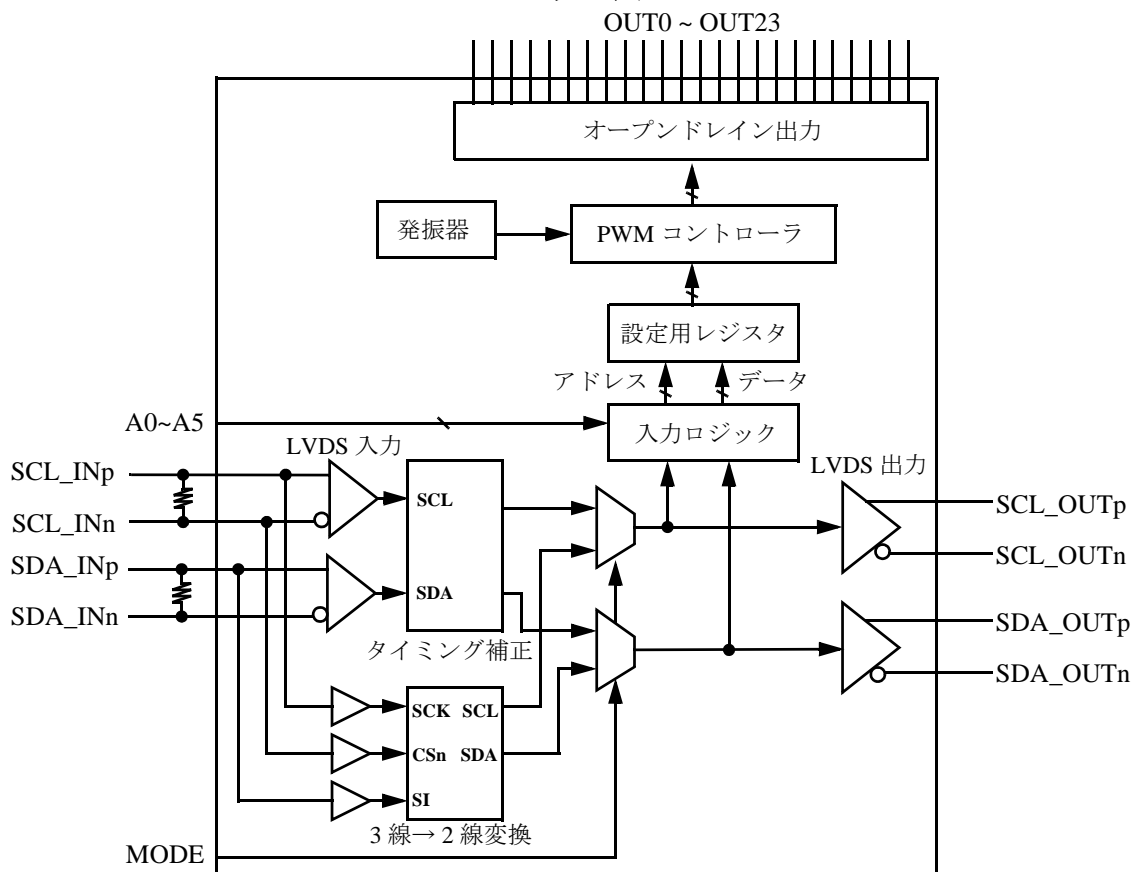 OUT0 ~ OUT23
オープンドレイン出力
発振器
PWM コントローラ
設定用レジスタ
アドレス
データ
A0~A5
入力ロジック
LVDS 入力
LVDS 出力
SCL_INp
SCL
SCL_OUTp
SCL_INn
SCL_OUTn
SDA_INp
SDA
SDA_INn
SDA_OUTp
タイミング補正
SDA_OUTn
SCK SCL
CSn SDA
SI
3 線→ 2 線変換
MODE